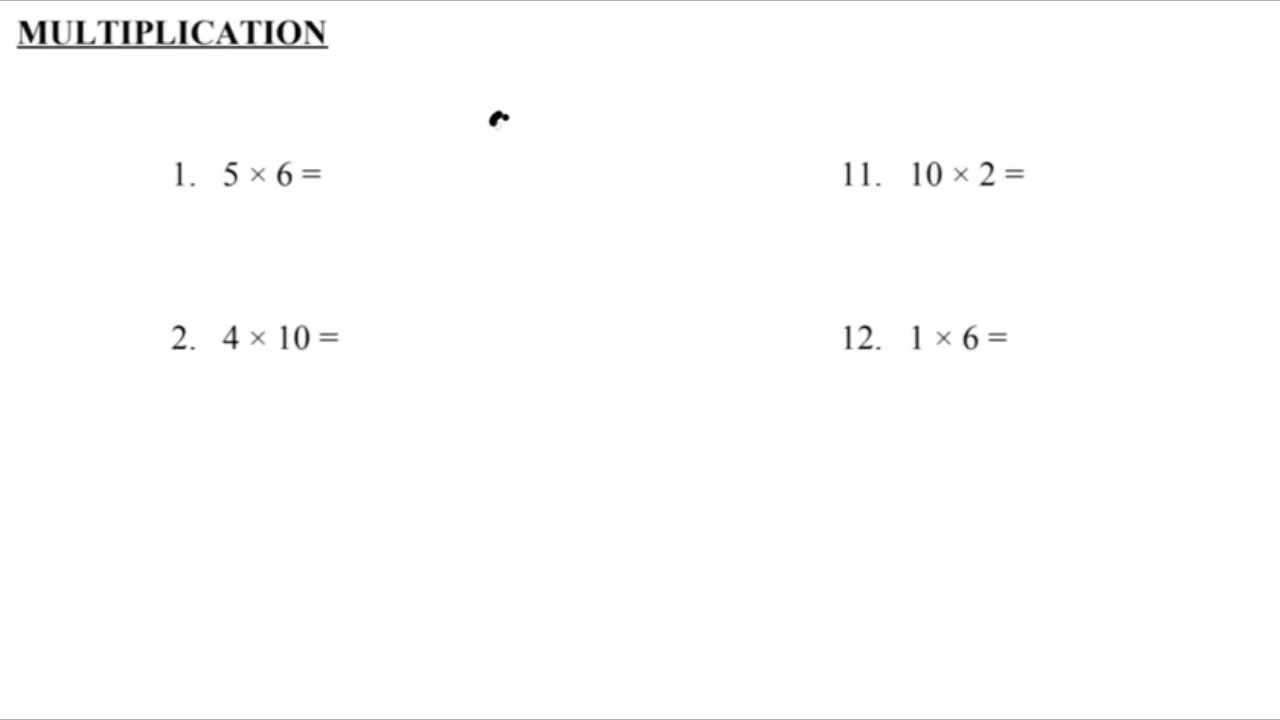 MULTIPLICATION
1. 5 × 6 =
11. 10 × 2 =
2. 4 × 10 =
12. 1 × 6 =